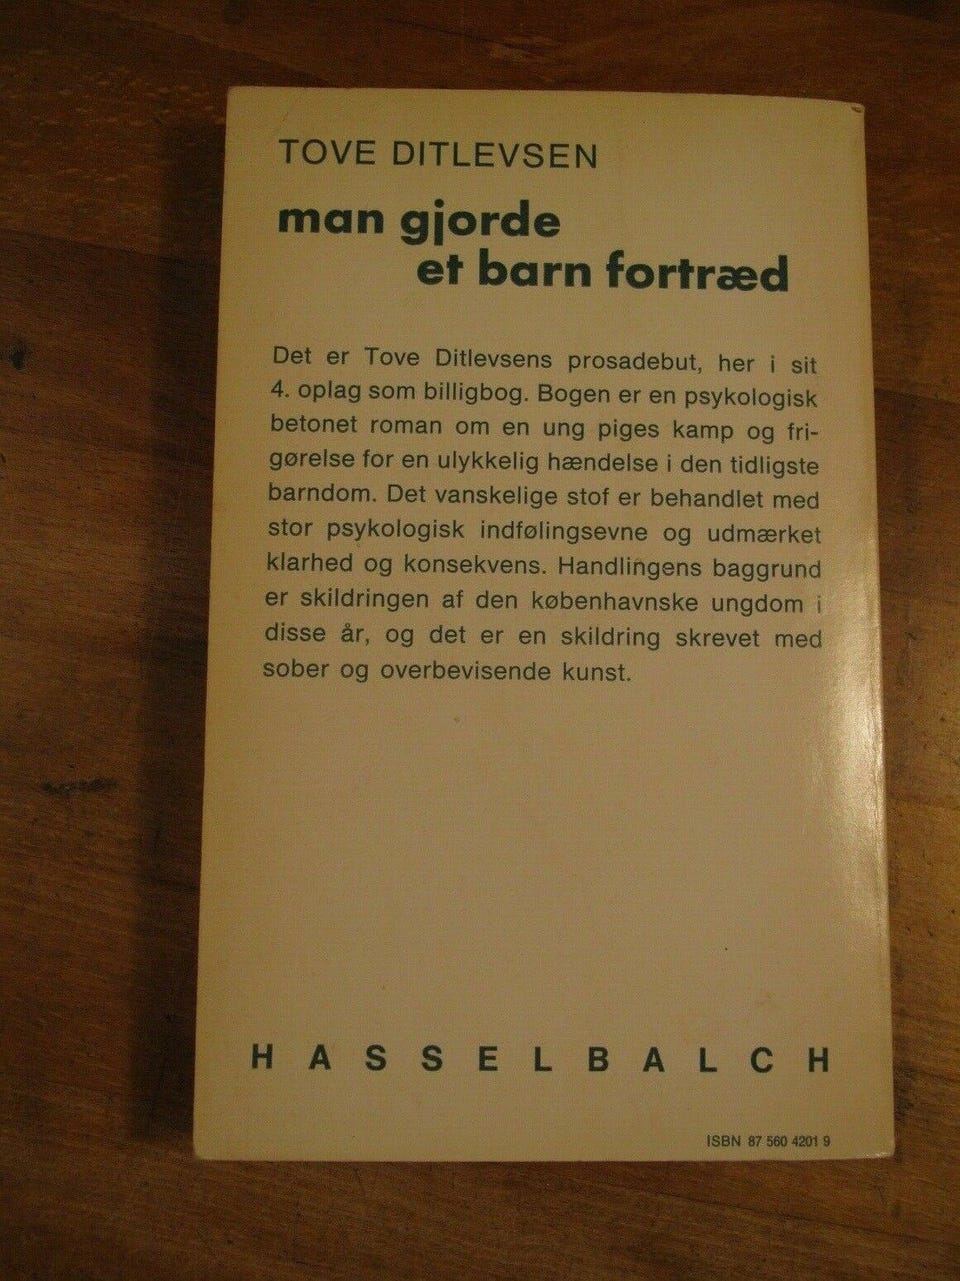 TOVE DITLEVSEN
man gjorde
et barn fortræd
Det er Tove Ditlevsens prosadebut, her i sit
4. oplag som billigbog. Bogen er en psykologisk
betonet roman om en ung piges kamp og fri-
gørelse for en ulykkelig hændelse i den tidligste
barndom. Det vanskelige stof er behandlet med
stor psykologisk indfølingsevne og udmærket
klarhed og konsekvens. Handlingens baggrund
er skildringen af den københavnske ungdom i
disse år, og det er en skildring skrevet med
sober og overbevisende kunst.
HASSELBALCH
ISBN 87 560 4201 9